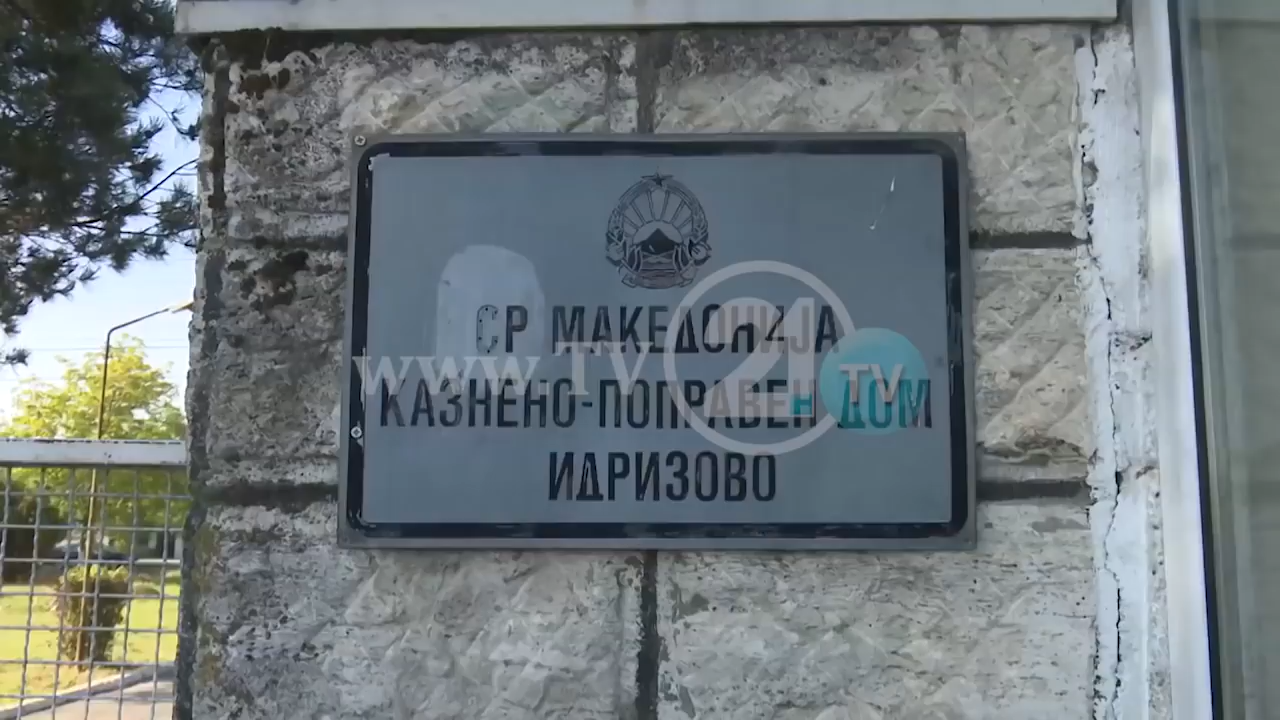 СР МАКЕДОНИЈА
КАЗНЕНО-ПОПРАВЕН ДОМ
ИДРИЗОВО
www.TV21
TV